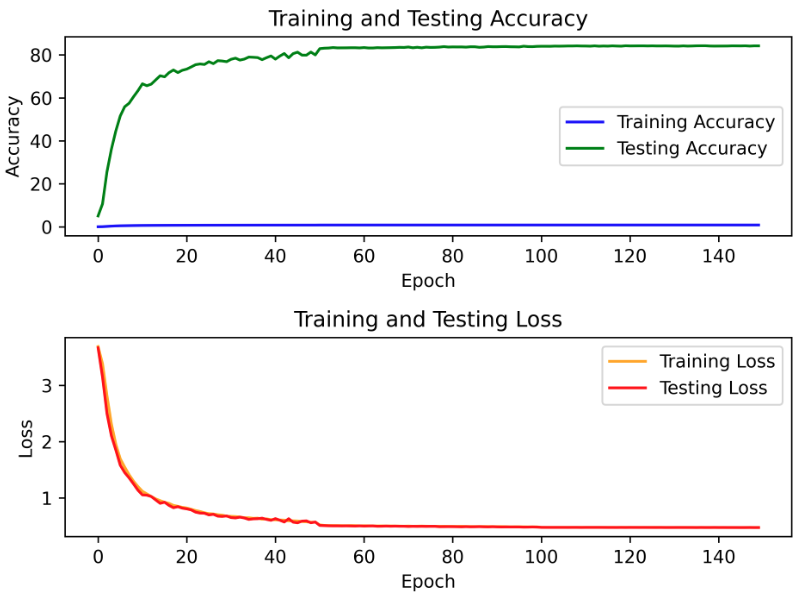 Training and Testing Accuracy
Accuracy
80
60
40
20
0
Training Accuracy
Testing Accuracy
0 20 40 60 80 100 120 140
Epoch
Training and Testing Loss
Loss
3
2
1
Training Loss
Testing Loss
0 20 40 60 80 100 120 140
Epoch